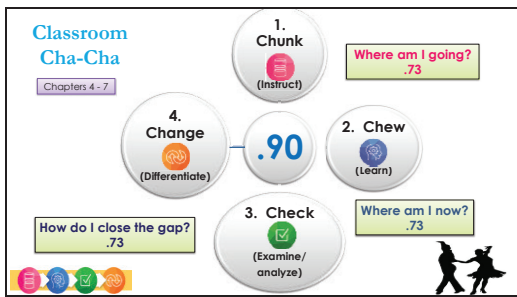 Classroom
Cha-Cha
Chapters 4 - 7
1.
Chunk
(Instruct)
Where am I going?
.73
4.
Change
(Differentiate)
.90
2. Chew
(Learn)
How do I close the gap?
.73
3. Check
(Examine/
analyze)
Where am I now?
.73